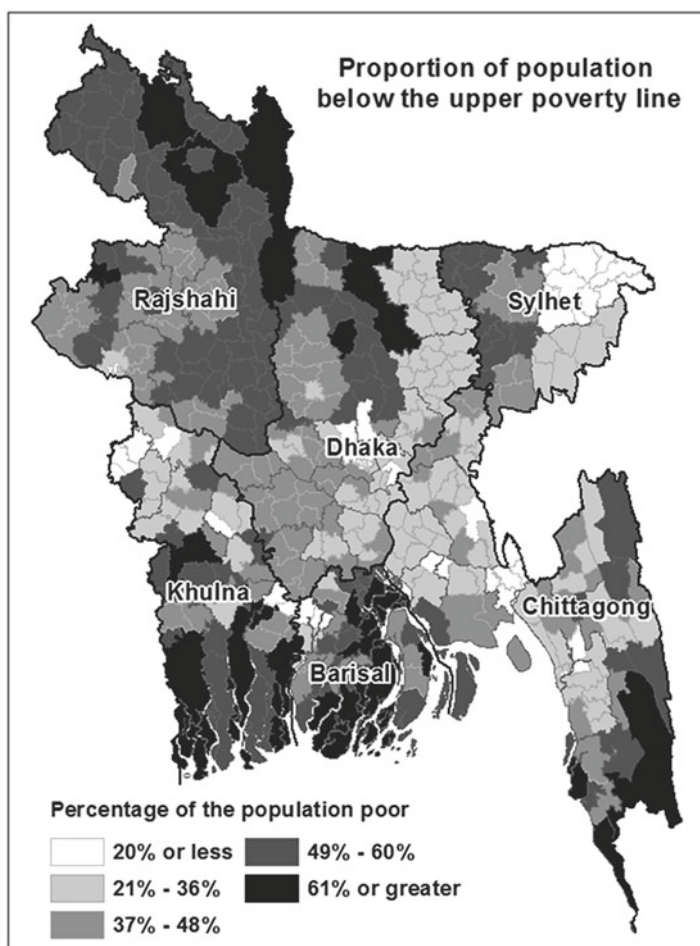 Proportion of population
below the upper poverty line
Rajshahi
Sylhet
Dhaka
Khulna
Chittagong
Barisal
Percentage of the population poor
20% or less
49% - 60%
21% - 36%
61% or greater
37% - 48%